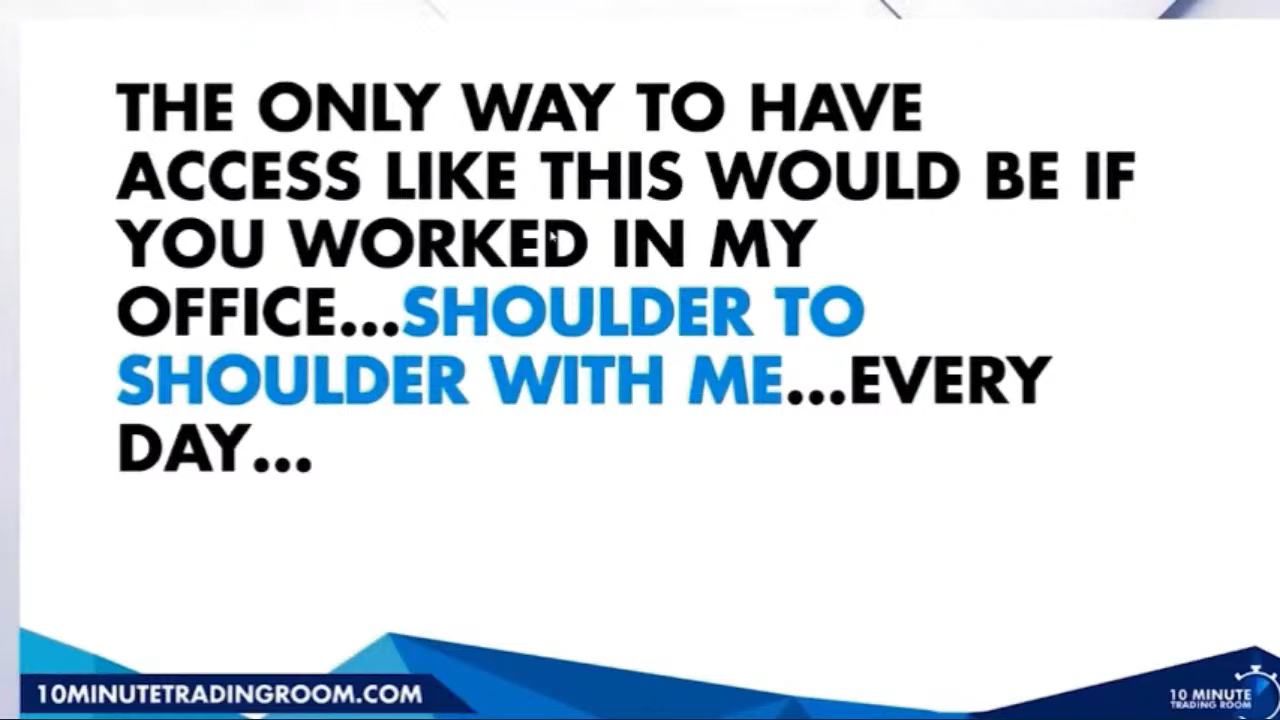 THE ONLY WAY TO HAVE
ACCESS LIKE THIS WOULD BE IF
YOU WORKED IN MY
OFFICE...SHOULDER TO
SHOULDER WITH ME...EVERY
DAY...
10MINUTETRADINGROOM.COM
10 MINUTE
TRADING ROOM